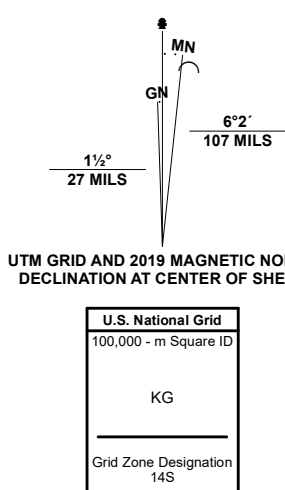 MN
GN
6°2´
107 MILS
1½°
27 MILS
UTM GRID AND 2019 MAGNETIC NO
DECLINATION AT CENTER OF SHE
U.S. National Grid
100,000 - m Square ID
KG
Grid Zone Designation
14S